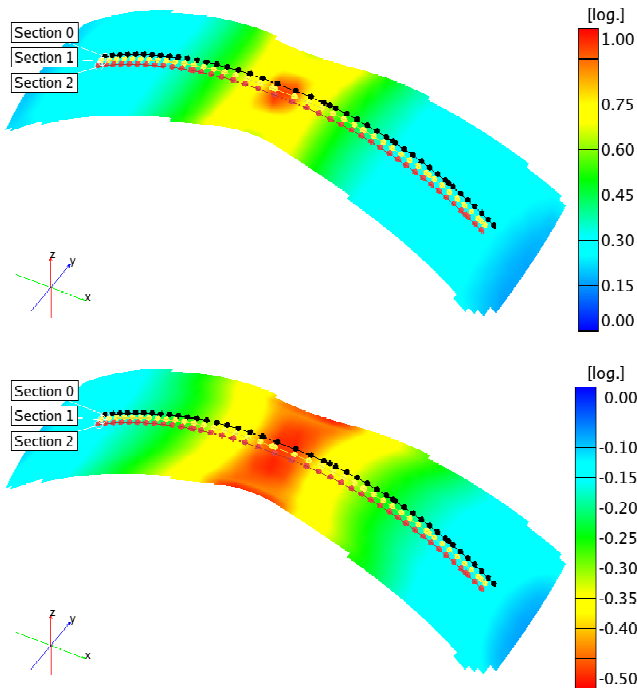 [log.]
Section 0
Section 1
Section 2
1.00
0.75
0.60
0.45
0.30
0.15
0.00
z
y
x
[log.]
Section 0
Section 1
Section 2
0.00
-0.10
-0.15
-0.20
-0.25
-0.30
-0.35
-0.40
-0.50
z
y
x